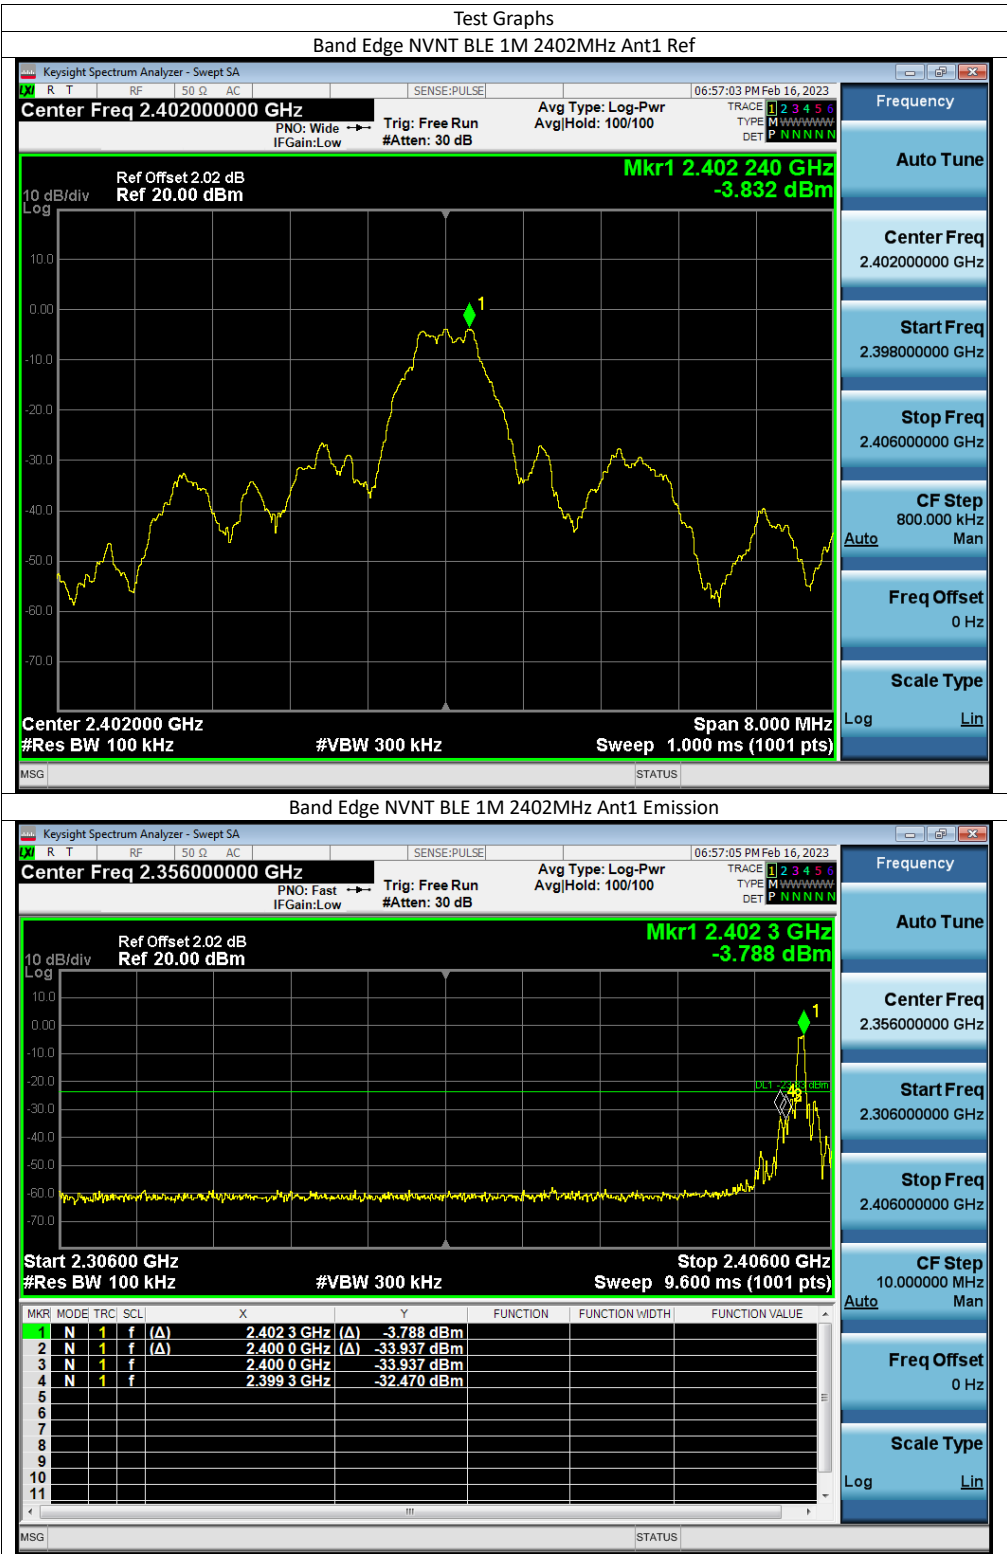 Test Graphs
Band Edge NVNT BLE 1M 2402MHz Ant1 Ref
Keysight Spectrum Analyzer - Swept SA
LXI R T RF 50 Ω AC SENSE:PULSE 06:57:03 PM Feb 16, 2023
Center Freq 2.402000000 GHz
PNO: Wide
IFGain:Low
Trig: Free Run
#Atten: 30 dB
Avg Type: Log-Pwr
Avg|Hold: 100/100
TRACE 1 2 3 4 5 6
TYPE M WWWWW
DET P N N N N N
Mkr1 2.402 240 GHz
-3.832 dBm
Ref Offset 2.02 dB
10 dB/div Ref 20.00 dBm
Log
10.0
0.00
-10.0
-20.0
-30.0
-40.0
-50.0
-60.0
-70.0
1
Center 2.402000 GHz Span 8.000 MHz
#Res BW 100 kHz #VBW 300 kHz Sweep 1.000 ms (1001 pts)
MSG STATUS
Frequency
Auto Tune
Center Freq
2.402000000 GHz
Start Freq
2.398000000 GHz
Stop Freq
2.406000000 GHz
CF Step
800.000 kHz
Auto Man
Freq Offset
0 Hz
Scale Type
Log Lin
Band Edge NVNT BLE 1M 2402MHz Ant1 Emission
Keysight Spectrum Analyzer - Swept SA
LXI R T RF 50 Ω AC SENSE:PULSE 06:57:05 PM Feb 16, 2023
Center Freq 2.356000000 GHz
PNO: Fast
IFGain:Low
Trig: Free Run
#Atten: 30 dB
Avg Type: Log-Pwr
Avg|Hold: 100/100
TRACE 1 2 3 4 5 6
TYPE M WWWWW
DET P N N N N N
Mkr1 2.402 3 GHz
-3.788 dBm
Ref Offset 2.02 dB
10 dB/div Ref 20.00 dBm
Log
10.0
0.00
-10.0
-20.0
-30.0
-40.0
-50.0
-60.0
-70.0
1
DL1 -23.83 dBm
Start 2.30600 GHz Stop 2.40600 GHz
#Res BW 100 kHz #VBW 300 kHz Sweep 9.600 ms (1001 pts)
MKR MODE TRC SCL X Y FUNCTION FUNCTION WIDTH FUNCTION VALUE
1 N 1 f (Δ) 2.402 3 GHz (Δ) -3.788 dBm
2 N 1 f (Δ) 2.400 0 GHz (Δ) -33.937 dBm
3 N 1 f 2.400 0 GHz -33.937 dBm
4 N 1 f 2.399 3 GHz -32.470 dBm
5
6
7
8
9
10
11
MSG STATUS
Frequency
Auto Tune
Center Freq
2.356000000 GHz
Start Freq
2.306000000 GHz
Stop Freq
2.406000000 GHz
CF Step
10.000000 MHz
Auto Man
Freq Offset
0 Hz
Scale Type
Log Lin